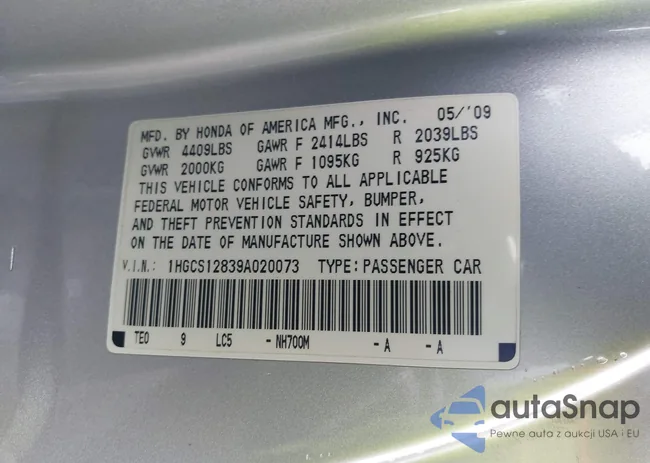 MFD. BY HONDA OF AMERICA MFG., INC. 05/'09
GVWR 4409LBS GAWR F 2414LBS R 2039LBS
GVWR 2000KG GAWR F 1095KG R 925KG
THIS VEHICLE CONFORMS TO ALL APPLICABLE
FEDERAL MOTOR VEHICLE SAFETY, BUMPER,
AND THEFT PREVENTION STANDARDS IN EFFECT
ON THE DATE OF MANUFACTURE SHOWN ABOVE.
V.I.N.: 1HGCS12839A020073 TYPE: PASSENGER CAR
TE0 9 LC5 - NH700M - A - A
autaSnap
Pewne auta z aukcji USA i EU